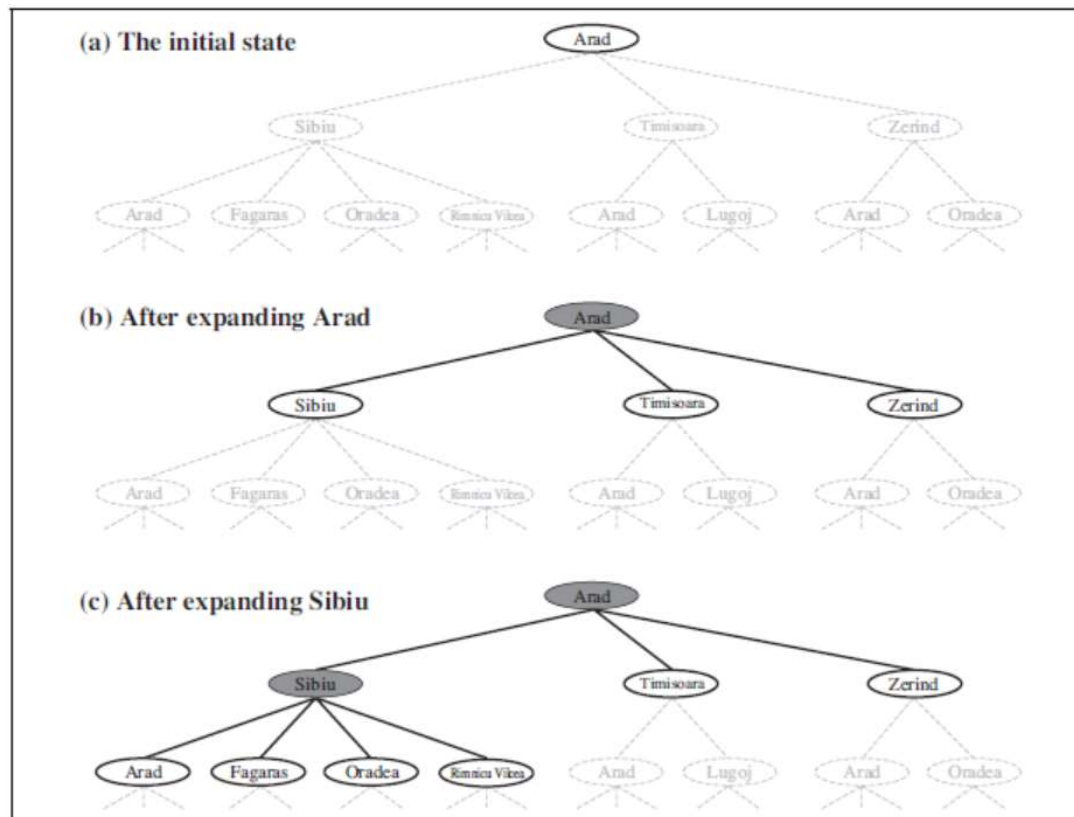 (a) The initial state
Arad
Sibiu Timisoara Zerind
Arad Fagaras Oradea Rimnicu Vilcea Arad Lugoj Arad Oradea
(b) After expanding Arad
Arad
Sibiu Timisoara Zerind
Arad Fagaras Oradea Rimnicu Vilcea Arad Lugoj Arad Oradea
(c) After expanding Sibiu
Arad
Sibiu Timisoara Zerind
Arad Fagaras Oradea Rimnicu Vilcea Arad Lugoj Arad Oradea